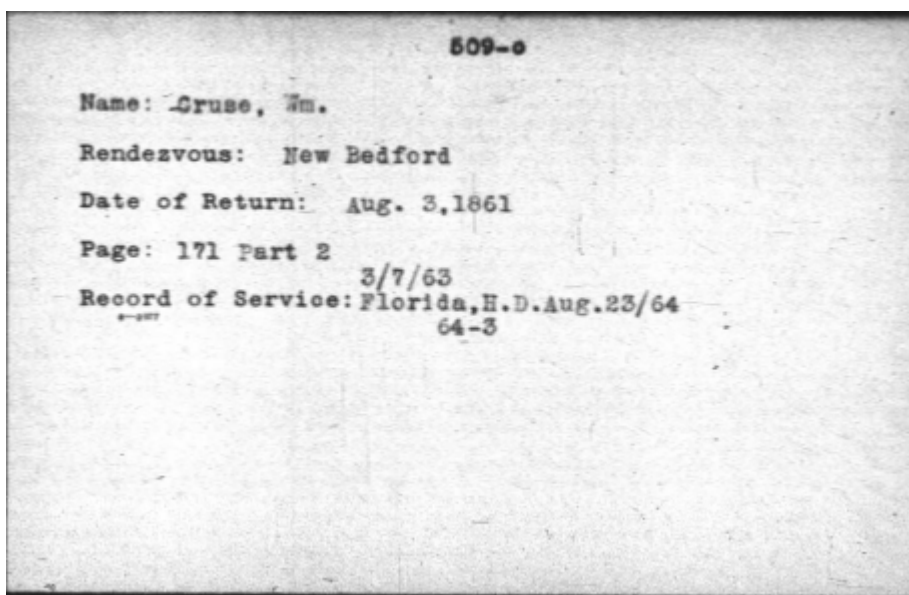 509-o
Name: Cruse, Wm.
Rendezvous: New Bedford
Date of Return: Aug. 3,1861
Page: 171 Part 2
3/7/63
Record of Service: Florida,H.D.Aug.23/64
64-3